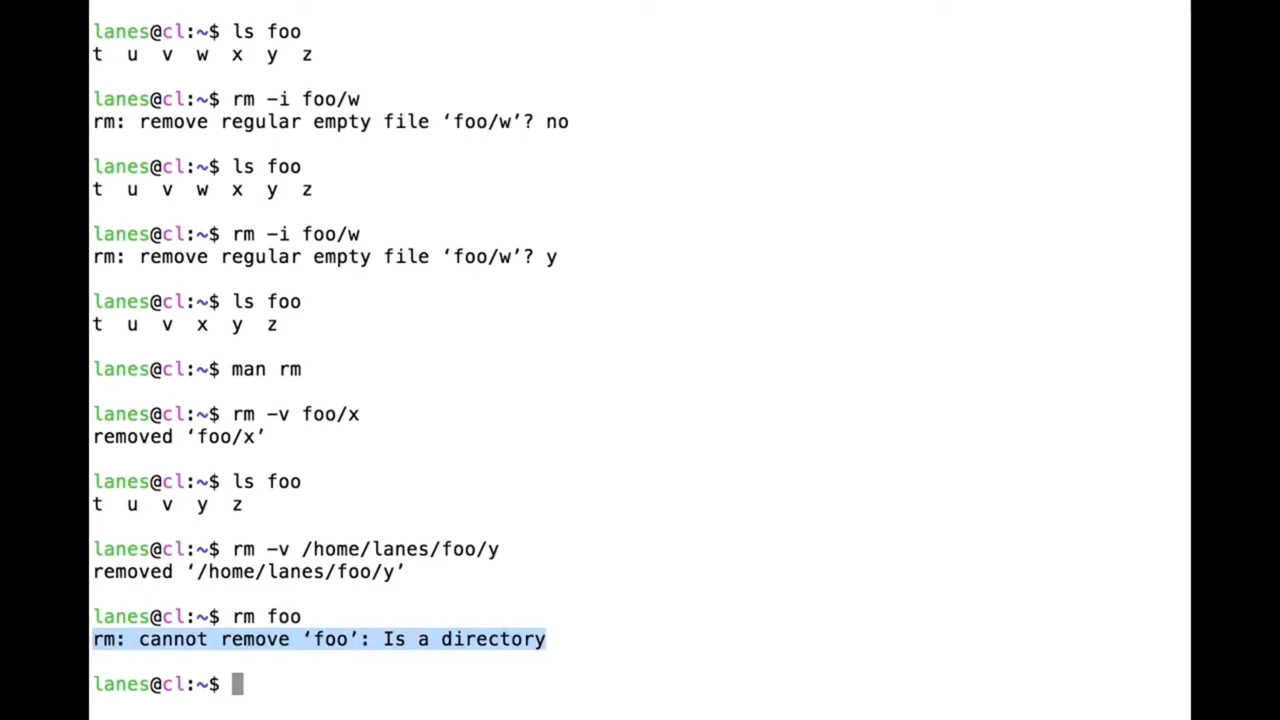 lanes@cl:~$ ls foo
t  u  v  w  x  y  z
lanes@cl:~$ rm -i foo/w
rm: remove regular empty file ‘foo/w’? no
lanes@cl:~$ ls foo
t  u  v  w  x  y  z
lanes@cl:~$ rm -i foo/w
rm: remove regular empty file ‘foo/w’? y
lanes@cl:~$ ls foo
t  u  v  x  y  z
lanes@cl:~$ man rm
lanes@cl:~$ rm -v foo/x
removed ‘foo/x’
lanes@cl:~$ ls foo
t  u  v  y  z
lanes@cl:~$ rm -v /home/lanes/foo/y
removed ‘/home/lanes/foo/y’
lanes@cl:~$ rm foo
rm: cannot remove ‘foo’: Is a directory
lanes@cl:~$